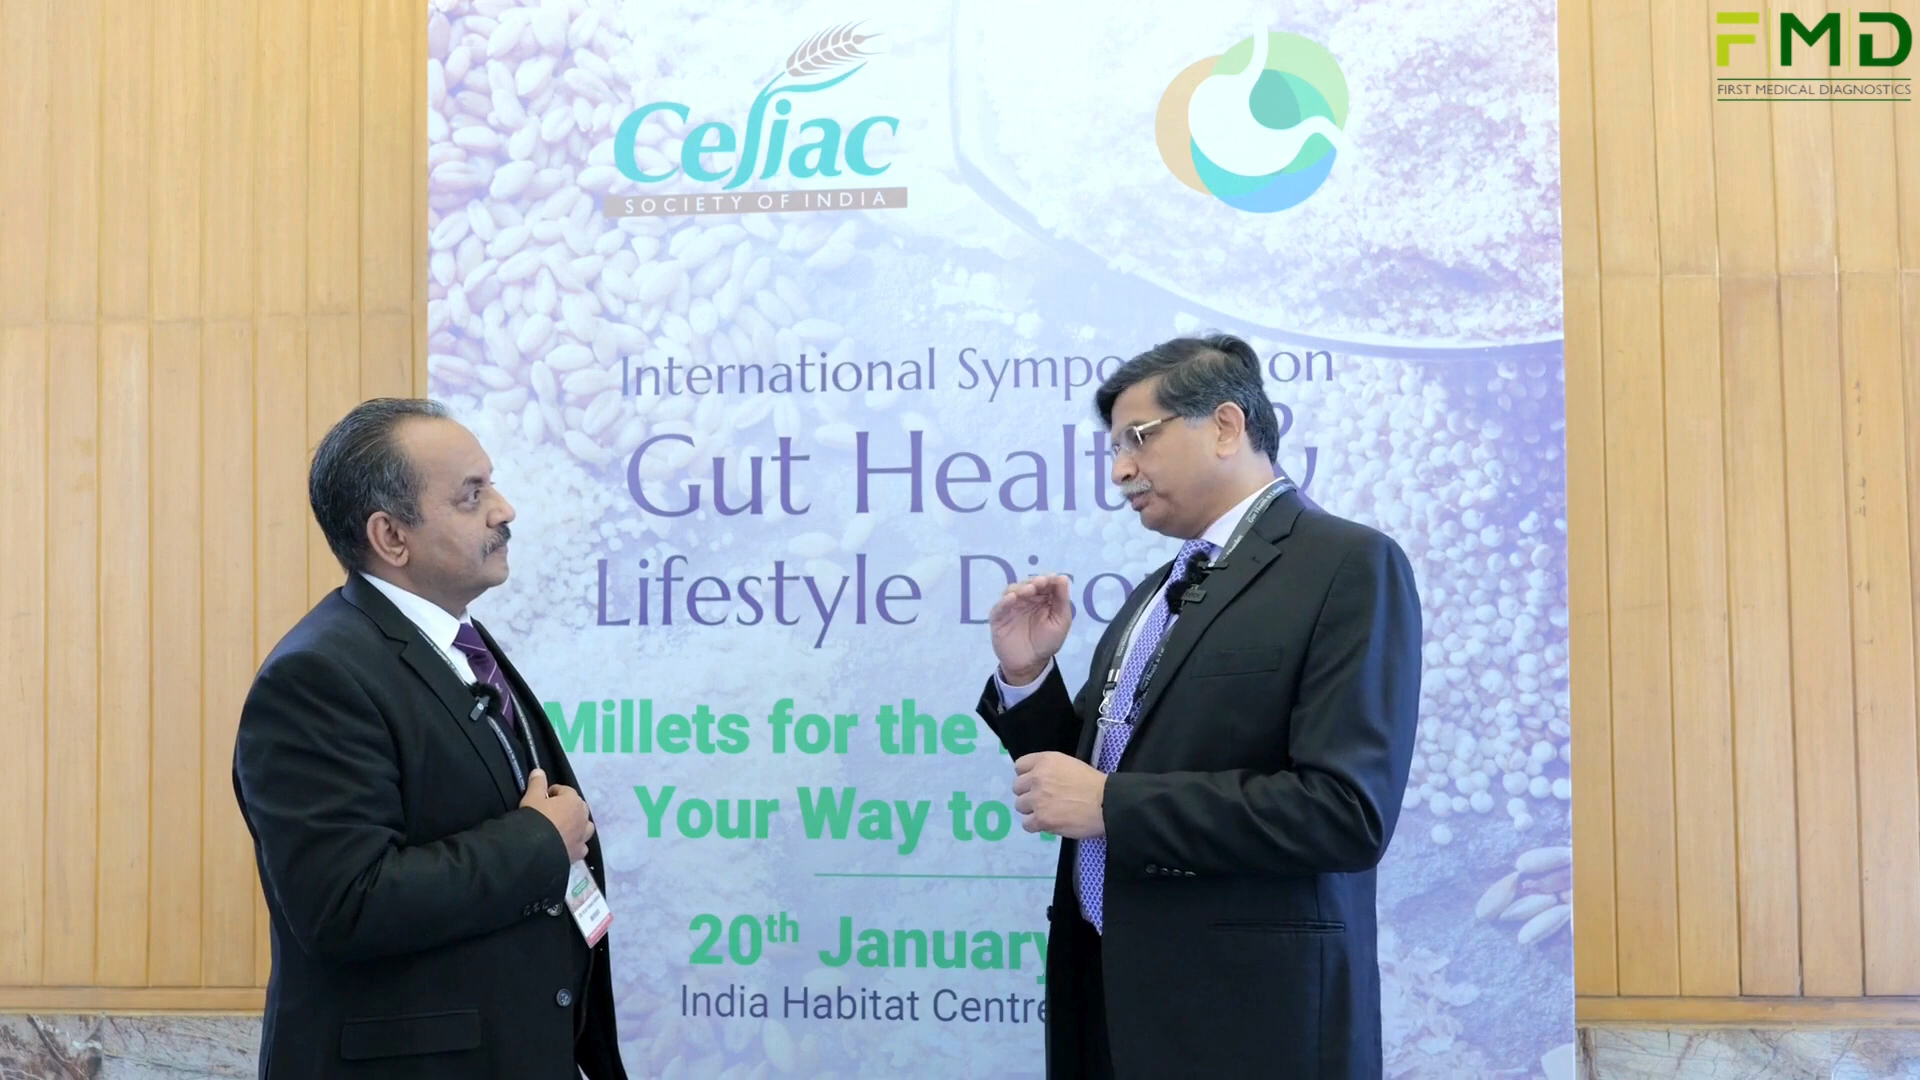 FMD
FIRST MEDICAL DIAGNOSTICS
Celiac
SOCIETY OF INDIA
International Sympo on
Gut Healt &
Lifestyle Diso
Millets for the
Your Way to
20th January
India Habitat Centre